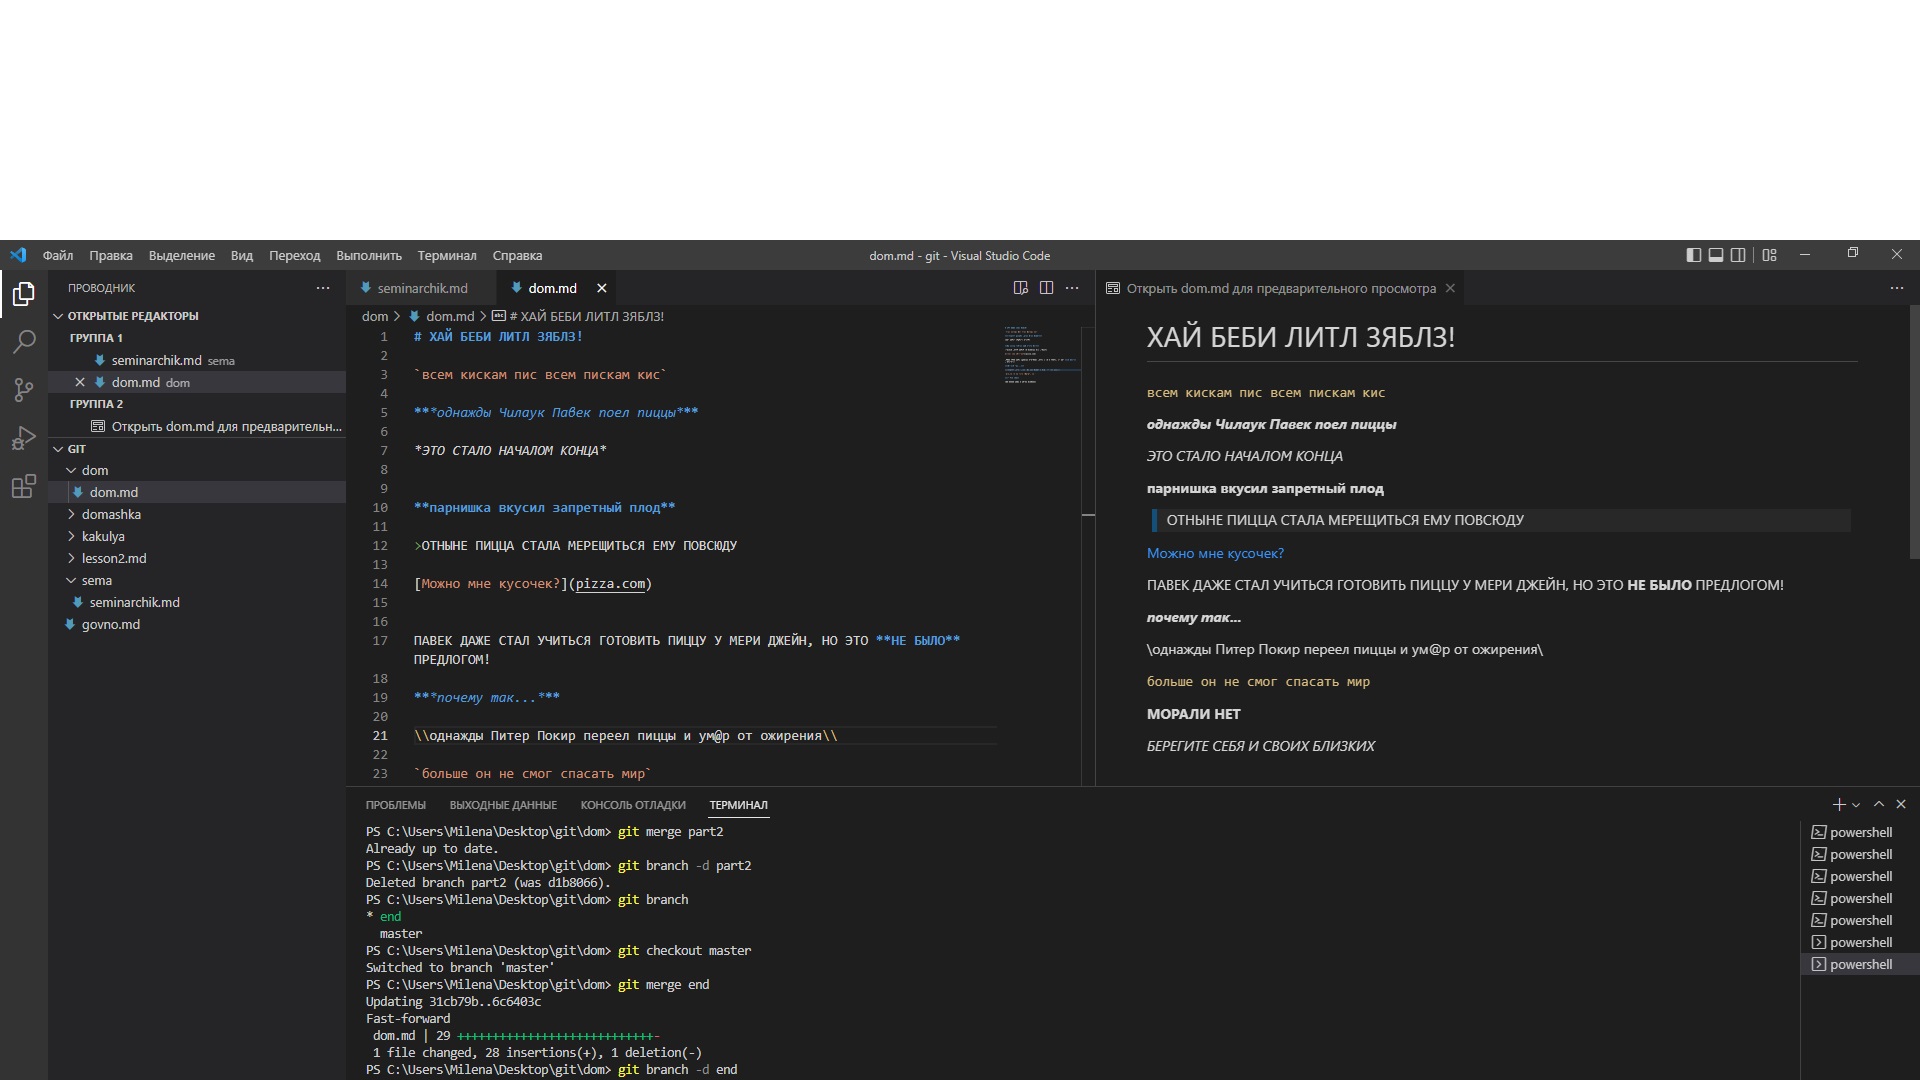 Файл Правка Выделение Вид Переход Выполнить Терминал Справка
dom.md - git - Visual Studio Code
ПРОВОДНИК
ОТКРЫТЫЕ РЕДАКТОРЫ
ГРУППА 1
seminarchik.md sema
dom.md dom
ГРУППА 2
Открыть dom.md для предварительн...
GIT
dom
dom.md
domashka
kakulya
lesson2.md
sema
seminarchik.md
govno.md
seminarchik.md
dom.md
dom > dom.md > # ХАЙ БЕБИ ЛИТЛ ЗЯБЛЗ!
1 # ХАЙ БЕБИ ЛИТЛ ЗЯБЛЗ!
2
3 `всем кискам пис всем пискам кис`
4
5 ***однажды Чилаук Павек поел пиццы***
6
7 *ЭТО СТАЛО НАЧАЛОМ КОНЦА*
8
9
10 **парнишка вкусил запретный плод**
11
12 >ОТНЫНЕ ПИЦЦА СТАЛА МЕРЕЩИТЬСЯ ЕМУ ПОВСЮДУ
13
14 [Можно мне кусочек?](pizza.com)
15
16
17 ПАВЕК ДАЖЕ СТАЛ УЧИТЬСЯ ГОТОВИТЬ ПИЦЦУ У МЕРИ ДЖЕЙН, НО ЭТО **НЕ БЫЛО**
ПРЕДЛОГОМ!
18
19 ***почему так...***
20
21 \\однажды Питер Покир переел пиццы и ум@р от ожирения\\
22
23 `больше он не смог спасать мир`
Открыть dom.md для предварительного просмотра
ХАЙ БЕБИ ЛИТЛ ЗЯБЛЗ!
всем кискам пис всем пискам кис
однажды Чилаук Павек поел пиццы
ЭТО СТАЛО НАЧАЛОМ КОНЦА
парнишка вкусил запретный плод
ОТНЫНЕ ПИЦЦА СТАЛА МЕРЕЩИТЬСЯ ЕМУ ПОВСЮДУ
Можно мне кусочек?
ПАВЕК ДАЖЕ СТАЛ УЧИТЬСЯ ГОТОВИТЬ ПИЦЦУ У МЕРИ ДЖЕЙН, НО ЭТО НЕ БЫЛО ПРЕДЛОГОМ!
почему так...
\однажды Питер Покир переел пиццы и ум@р от ожирения\
больше он не смог спасать мир
МОРАЛИ НЕТ
БЕРЕГИТЕ СЕБЯ И СВОИХ БЛИЗКИХ
ПРОБЛЕМЫ ВЫХОДНЫЕ ДАННЫЕ КОНСОЛЬ ОТЛАДКИ ТЕРМИНАЛ
PS C:\Users\Milena\Desktop\git\dom> git merge part2
Already up to date.
PS C:\Users\Milena\Desktop\git\dom> git branch -d part2
Deleted branch part2 (was d1b8066).
PS C:\Users\Milena\Desktop\git\dom> git branch
* end
master
PS C:\Users\Milena\Desktop\git\dom> git checkout master
Switched to branch 'master'
PS C:\Users\Milena\Desktop\git\dom> git merge end
Updating 31cb79b..6c6403c
Fast-forward
dom.md | 29 ++++++++++++++++++++++++++++-
1 file changed, 28 insertions(+), 1 deletion(-)
PS C:\Users\Milena\Desktop\git\dom> git branch -d end
powershell
powershell
powershell
powershell
powershell
powershell
powershell